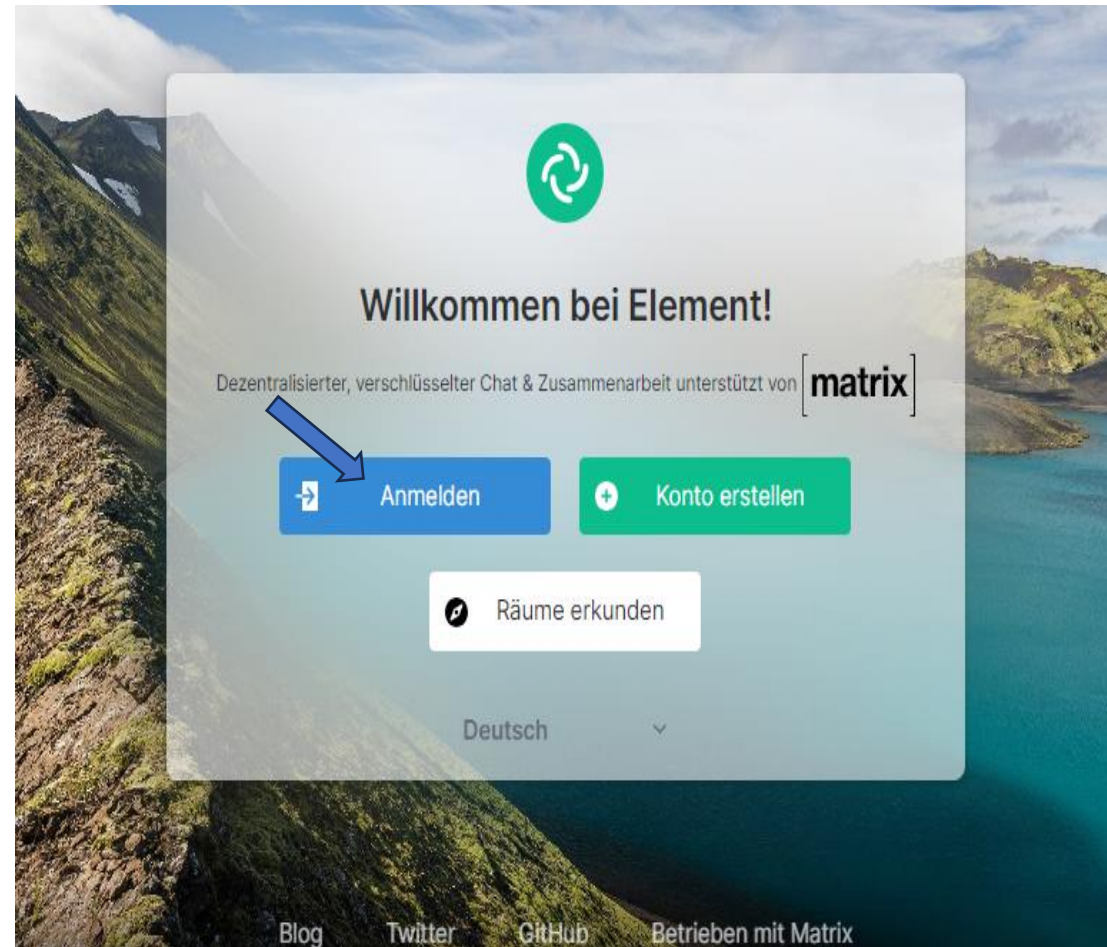 Willkommen bei Element!
Dezentralisierter, verschlüsselter Chat & Zusammenarbeit unterstützt von [matrix]
Anmelden
Konto erstellen
Räume erkunden
Deutsch
Blog Twitter GitHub Betrieben mit Matrix